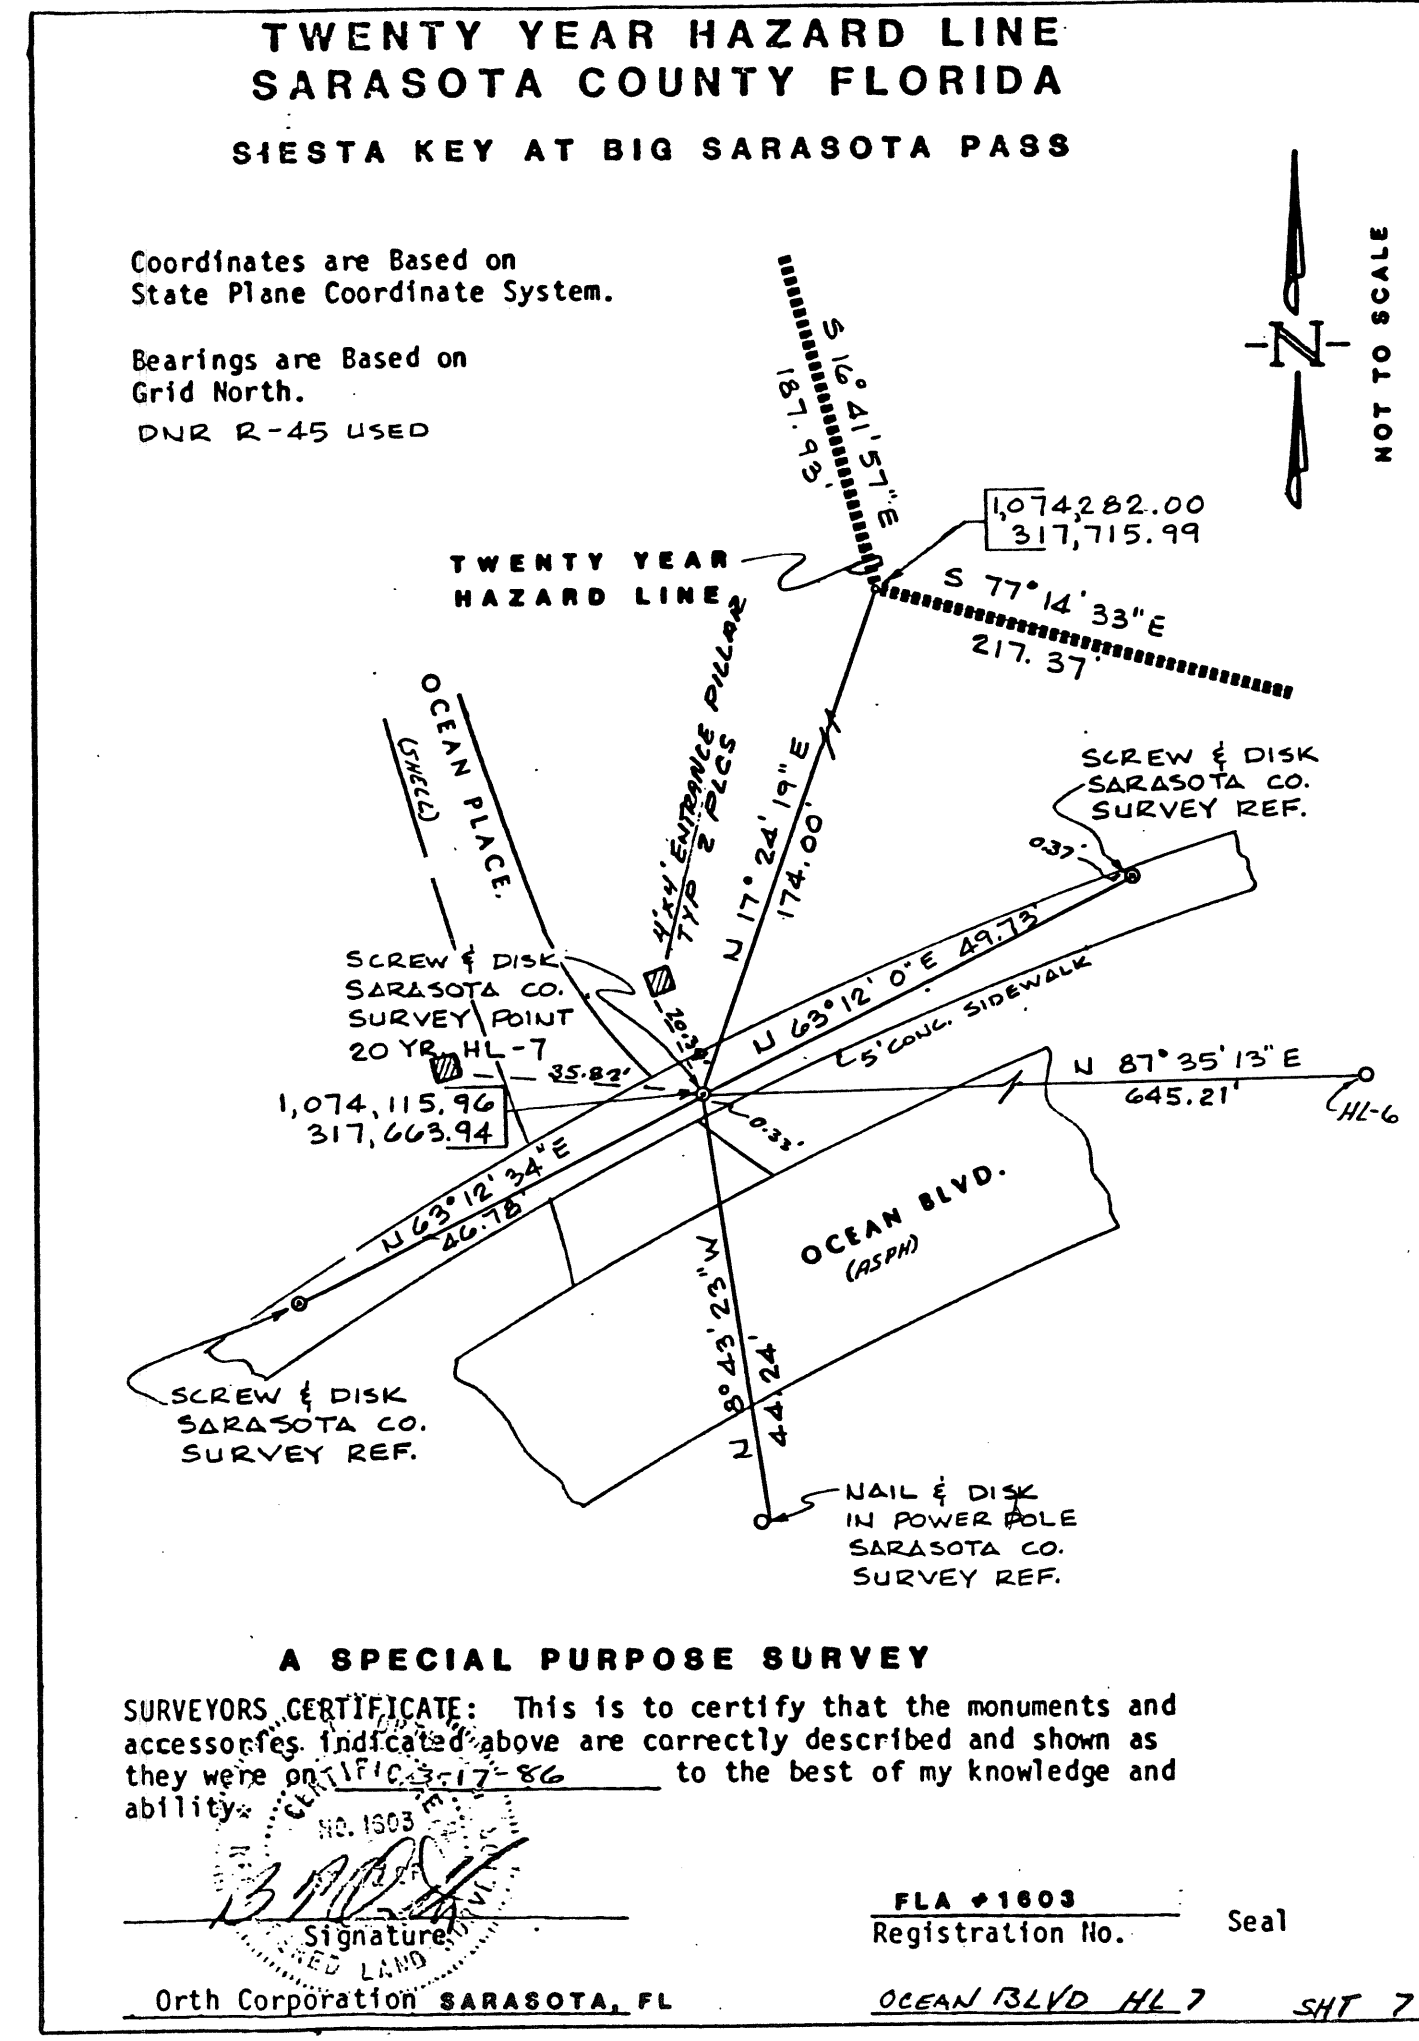 TWENTY YEAR HAZARD LINE
SARASOTA COUNTY FLORIDA
SIESTA KEY AT BIG SARASOTA PASS
Coordinates are Based on
State Plane Coordinate System.
Bearings are Based on
Grid North.
DNR R-45 USED
N
NOT TO SCALE
S 16° 41' 57" E
187.93'
1,074,282.00
317,715.99
TWENTY YEAR
HAZARD LINE
S 77° 14' 33" E
217.37'
OCEAN PLACE.
(SHELL)
4'x4' ENTRANCE PILLAR
TYP 2 PLCS
N 17° 24' 19" E
174.00'
SCREW & DISK
SARASOTA CO.
SURVEY REF.
0.37'
SCREW & DISK
SARASOTA CO.
SURVEY POINT
20 YR. HL-7
35.82'
N 63° 12' 0" E 49.73'
5' CONC. SIDEWALK
N 87° 35' 13" E
645.21'
HL-6
1,074,115.96
317,663.94
0.33'
N 63° 12' 34" E
46.78'
OCEAN BLVD.
(ASPH)
N 8° 43' 23" W
44.24'
SCREW & DISK
SARASOTA CO.
SURVEY REF.
NAIL & DISK
IN POWER POLE
SARASOTA CO.
SURVEY REF.
A SPECIAL PURPOSE SURVEY
SURVEYORS CERTIFICATE: This is to certify that the monuments and
accessories indicated above are correctly described and shown as
they were on 3-17-86 to the best of my knowledge and
ability.
NO. 1603
LAND
FLA #1603
Signature
Registration No.
Seal
Orth Corporation SARASOTA, FL
OCEAN BLVD HL 7
SHT 7